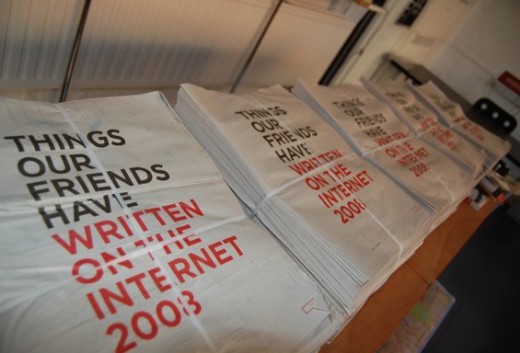 THINGS
OUR
FRIENDS
HAVE
WRITTEN
ON THE
INTERNET
2008
THINGS
OUR
FRIENDS
HAVE
WRITTEN
ON THE
INTERNET
2008
THINGS
OUR
FRIENDS
HAVE
WRITTEN
ON THE
INTERNET
2008